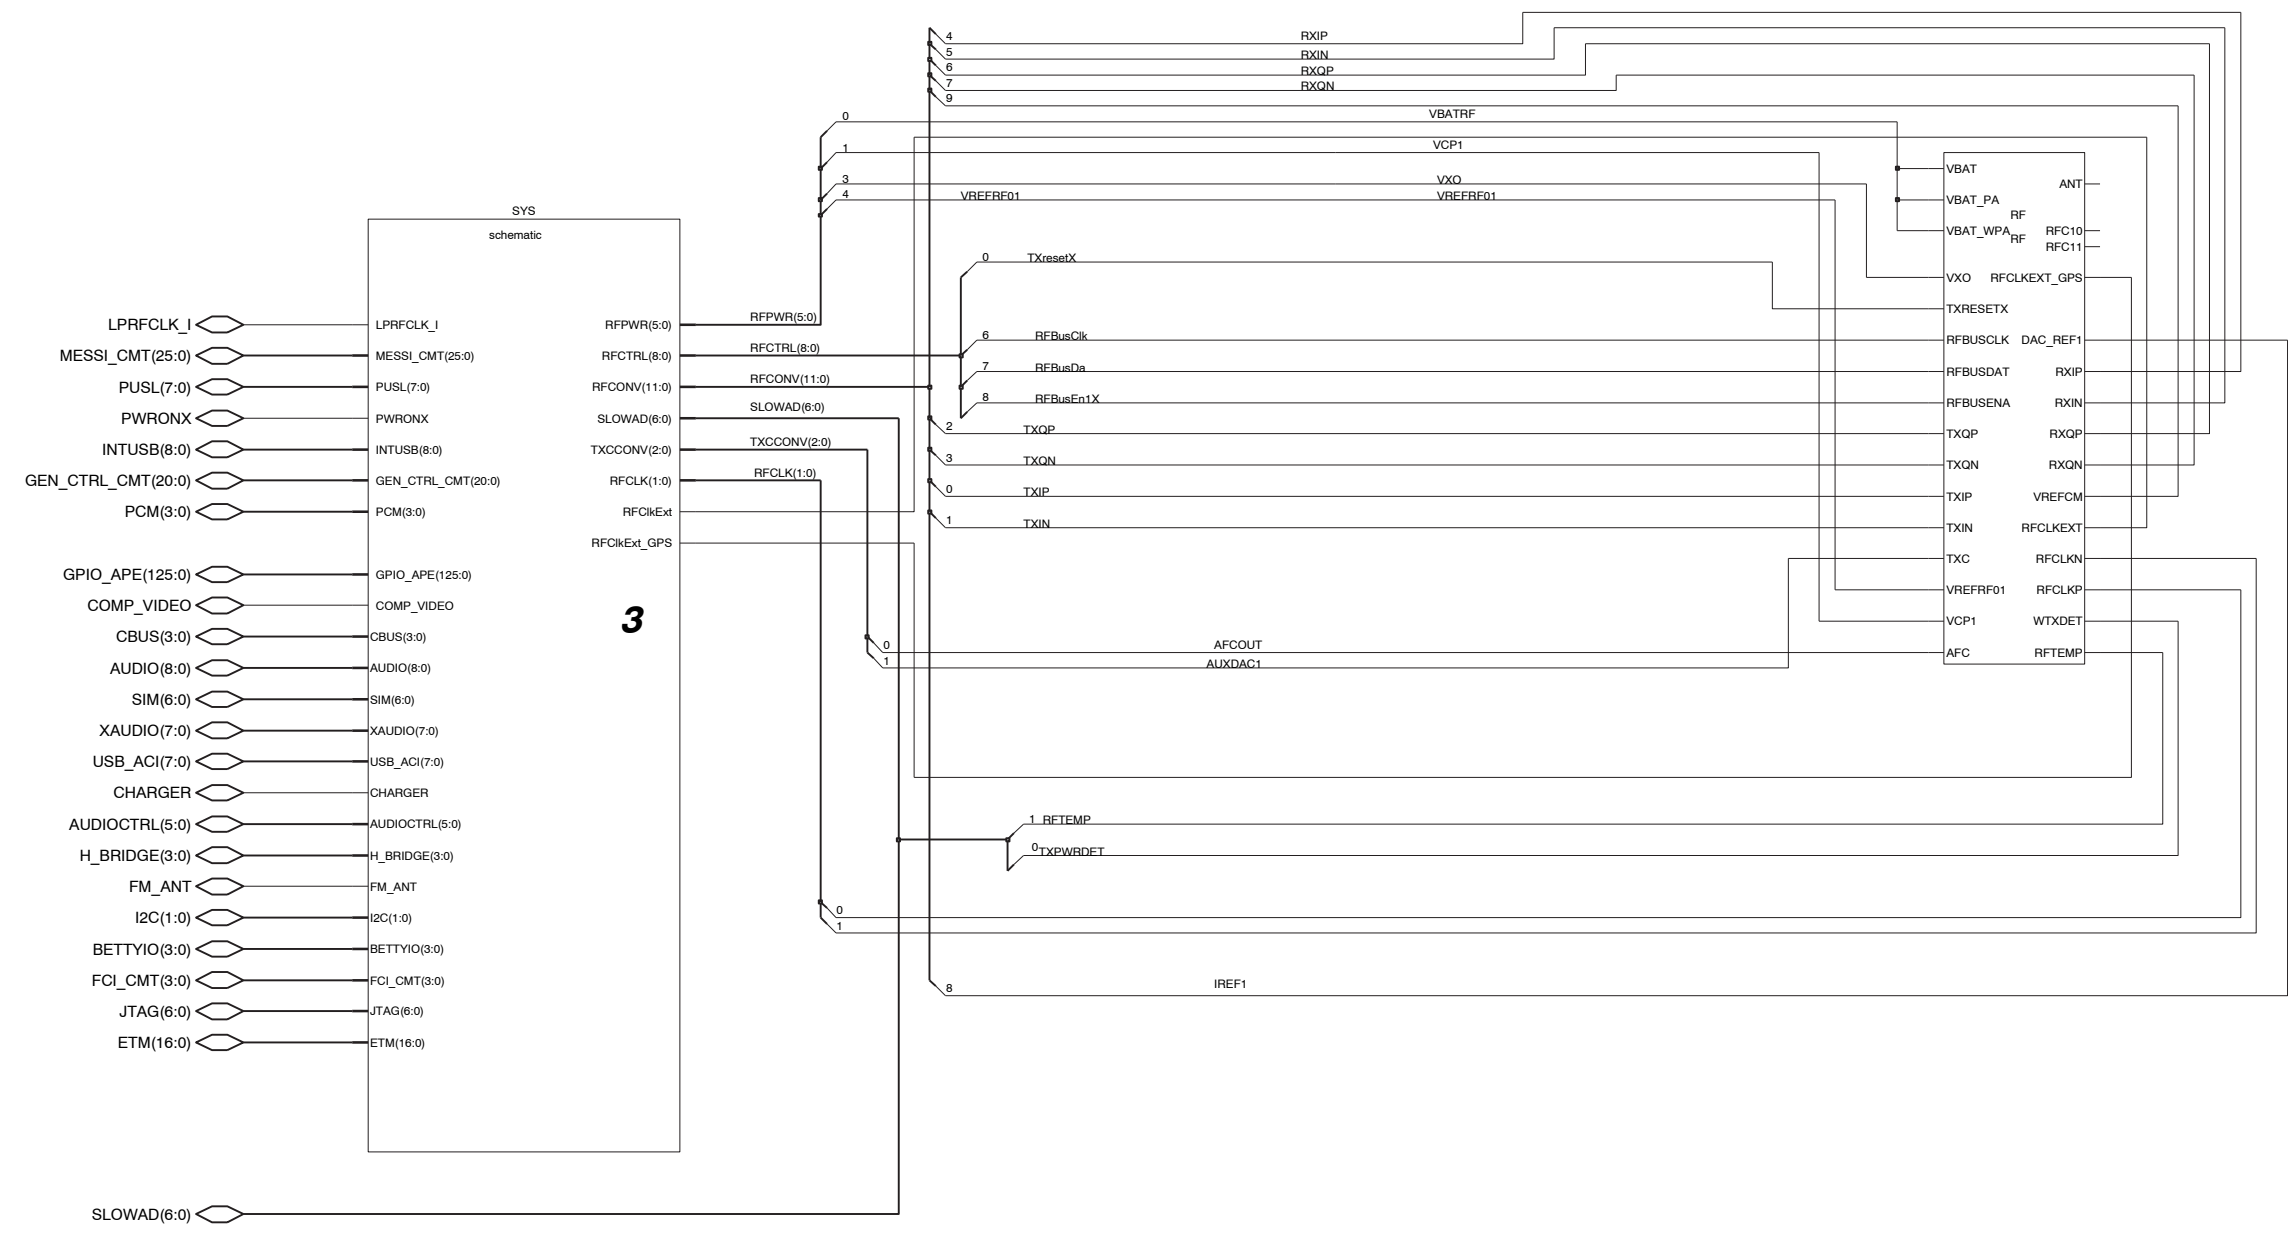 4 RXIP
5 RXIN
6 RXQP
7 RXQN
9
0 VBATRF
1 VCP1
3 VXO
4 VREFRF01 VREFRF01
SYS
schematic
LPRFCLK_I LPRFCLK_I RFPWR(5:0) RFPWR(5:0)
MESSI_CMT(25:0) MESSI_CMT(25:0) RFCTRL(8:0) RFCTRL(8:0)
PUSL(7:0) PUSL(7:0) RFCONV(11:0) RFCONV(11:0)
PWRONX PWRONX SLOWAD(6:0) SLOWAD(6:0)
INTUSB(8:0) INTUSB(8:0) TXCCONV(2:0) TXCCONV(2:0)
GEN_CTRL_CMT(20:0) GEN_CTRL_CMT(20:0) RFCLK(1:0) RFCLK(1:0)
PCM(3:0) PCM(3:0) RFClkExt
RFClkExt_GPS
GPIO_APE(125:0) GPIO_APE(125:0)
COMP_VIDEO COMP_VIDEO
3
CBUS(3:0) CBUS(3:0)
AUDIO(8:0) AUDIO(8:0)
SIM(6:0) SIM(6:0)
XAUDIO(7:0) XAUDIO(7:0)
USB_ACI(7:0) USB_ACI(7:0)
CHARGER CHARGER
AUDIOCTRL(5:0) AUDIOCTRL(5:0)
H_BRIDGE(3:0) H_BRIDGE(3:0)
FM_ANT FM_ANT
I2C(1:0) I2C(1:0)
BETTYIO(3:0) BETTYIO(3:0)
FCI_CMT(3:0) FCI_CMT(3:0)
JTAG(6:0) JTAG(6:0)
ETM(16:0) ETM(16:0)
SLOWAD(6:0)
0 TXresetX
6 RFBusClk
7 RFBusDa
8 RFBusEn1X
2 TXQP
3 TXQN
0 TXIP
1 TXIN
0 AFCOUT
1 AUXDAC1
1 RFTEMP
0 TXPWRDET
0
1
8 IREF1
VBAT
ANT
VBAT_PA
RF
VBAT_WPA RF RFC10
RFC11
VXO RFCLKEXT_GPS
TXRESETX
RFBUSCLK DAC_REF1
RFBUSDAT RXIP
RFBUSENA RXIN
TXQP RXQP
TXQN RXQN
TXIP VREFCM
TXIN RFCLKEXT
TXC RFCLKN
VREFRF01 RFCLKP
VCP1 WTXDET
AFC RFTEMP